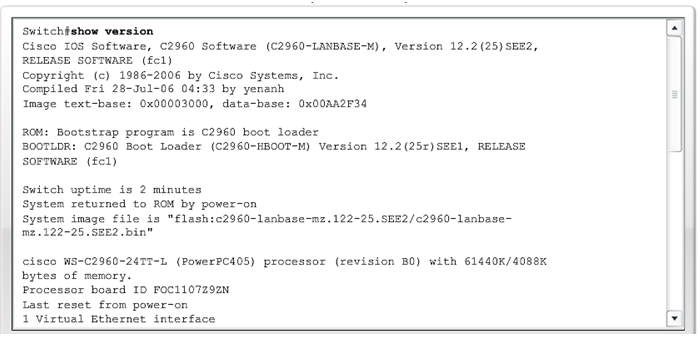 Switch#show version
Cisco IOS Software, C2960 Software (C2960-LANBASE-M), Version 12.2(25)SEE2,
RELEASE SOFTWARE (fc1)
Copyright (c) 1986-2006 by Cisco Systems, Inc.
Compiled Fri 28-Jul-06 04:33 by yenanh
Image text-base: 0x00003000, data-base: 0x00AA2F34
ROM: Bootstrap program is C2960 boot loader
BOOTLDR: C2960 Boot Loader (C2960-HBOOT-M) Version 12.2(25r)SEE1, RELEASE
SOFTWARE (fc1)
Switch uptime is 2 minutes
System returned to ROM by power-on
System image file is "flash:c2960-lanbase-mz.122-25.SEE2/c2960-lanbase-
mz.122-25.SEE2.bin"
cisco WS-C2960-24TT-L (PowerPC405) processor (revision B0) with 61440K/4088K
bytes of memory.
Processor board ID FOC1107Z9ZN
Last reset from power-on
1 Virtual Ethernet interface